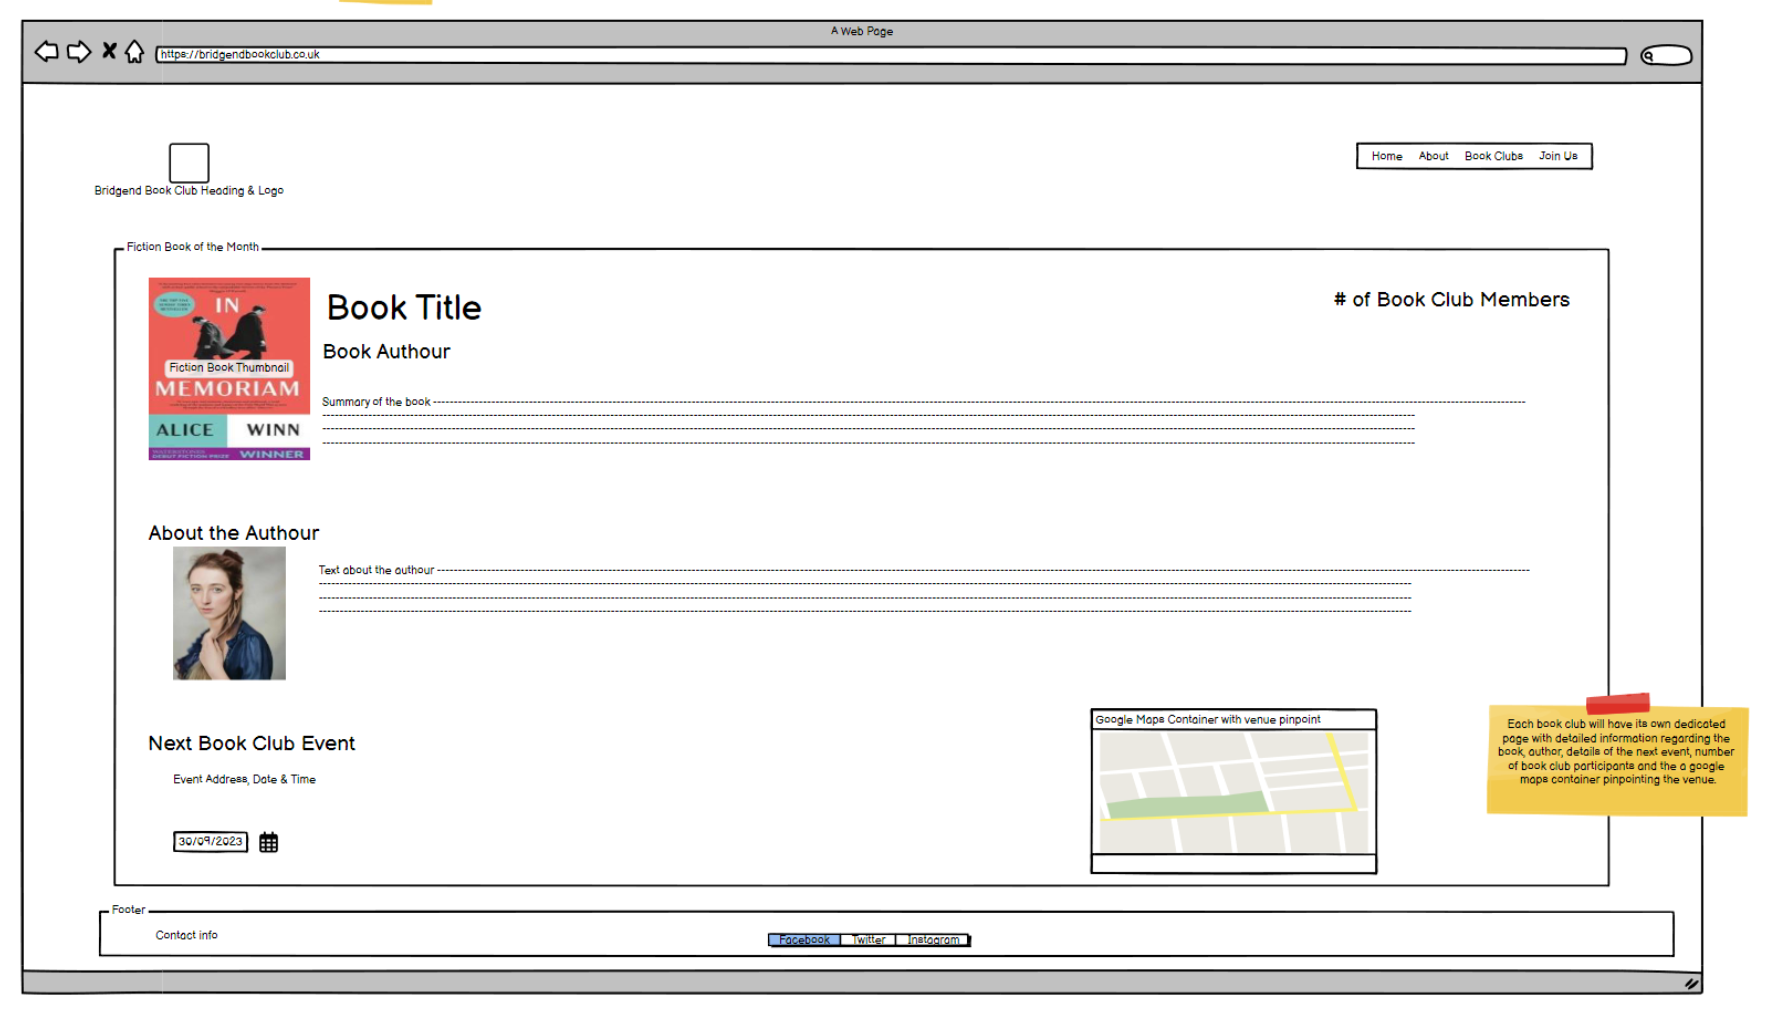 A Web Page
https://bridgendbookclub.co.uk
Home About Book Clubs Join Us
Bridgend Book Club Heading & Logo
Fiction Book of the Month
IN
Fiction Book Thumbnail
MEMORIAM
ALICE WINN
WINNER
Book Title
# of Book Club Members
Book Authour
Summary of the book
About the Authour
Text about the authour
Next Book Club Event
Event Address, Date & Time
30/09/2023
Google Maps Container with venue pinpoint
Each book club will have its own dedicated
page with detailed information regarding the
book, author, details of the next event, number
of book club participants and the a google
maps container pinpointing the venue.
Footer
Contact info
Facebook Twitter Instagram